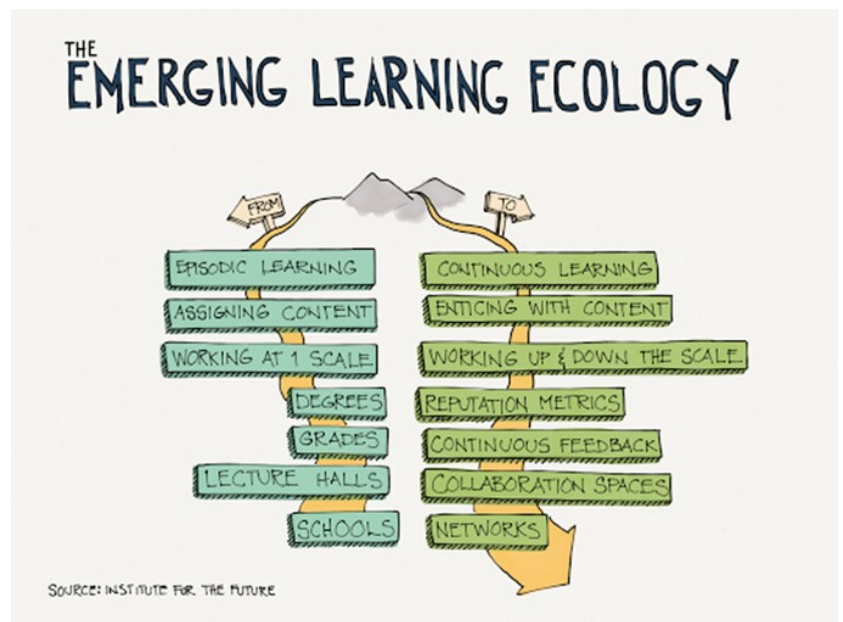 THE
EMERGING LEARNING ECOLOGY
FROM
TO
EPISODIC LEARNING
CONTINUOUS LEARNING
ASSIGNING CONTENT
ENTICING WITH CONTENT
WORKING AT 1 SCALE
WORKING UP & DOWN THE SCALE
DEGREES
REPUTATION METRICS
GRADES
CONTINUOUS FEEDBACK
LECTURE HALLS
COLLABORATION SPACES
SCHOOLS
NETWORKS
SOURCE: INSTITUTE FOR THE FUTURE